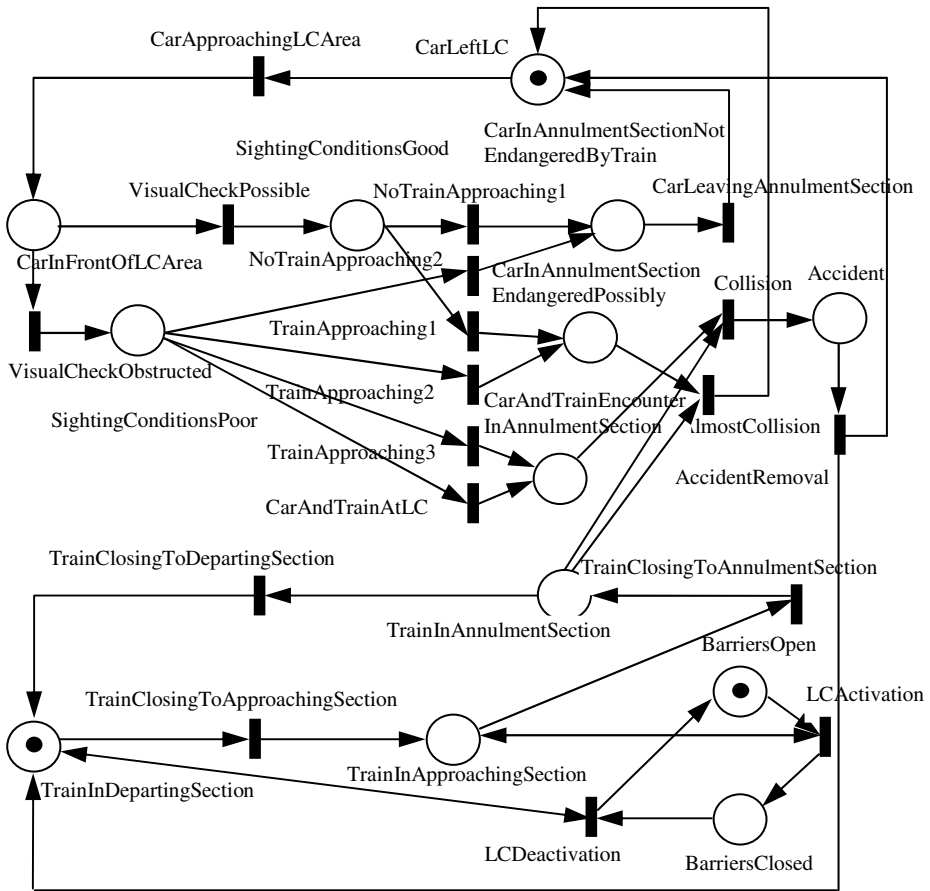 CarApproachingLCArea
CarLeftLC
SightingConditionsGood
CarInAnnulmentSectionNot
EndangeredByTrain
VisualCheckPossible
NoTrainApproaching1
CarLeavingAnnulmentSection
CarInFrontOfLCArea
NoTrainApproaching2
CarInAnnulmentSection
EndangeredPossibly
Collision
Accident
TrainApproaching1
VisualCheckObstructed
TrainApproaching2
CarAndTrainEncounter
InAnnulmentSection
SightingConditionsPoor
lmostCollision
TrainApproaching3
AccidentRemoval
CarAndTrainAtLC
TrainClosingToDepartingSection
TrainClosingToAnnulmentSection
TrainInAnnulmentSection
BarriersOpen
TrainClosingToApproachingSection
LCActivation
TrainInApproachingSection
TrainInDepartingSection
LCDeactivation
BarriersClosed